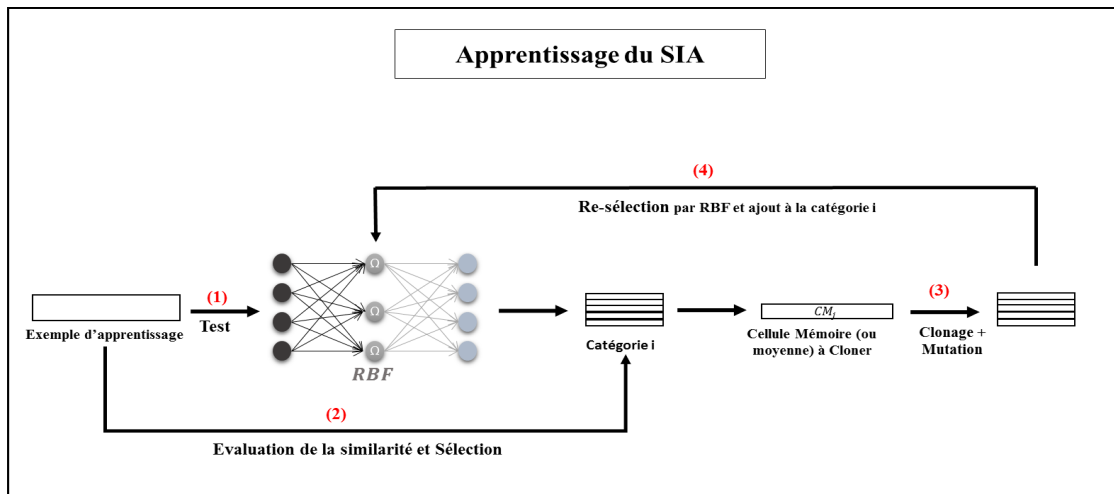 Apprentissage du SIA
(4)
Re-sélection par RBF et ajout à la catégorie i
Ω
(1)
(3)
Ω
CM_j
Exemple d'apprentissage
Test
Catégorie i
Cellule Mémoire (ou
moyenne) à Cloner
Clonage +
Mutation
Ω
RBF
(2)
Evaluation de la similarité et Sélection